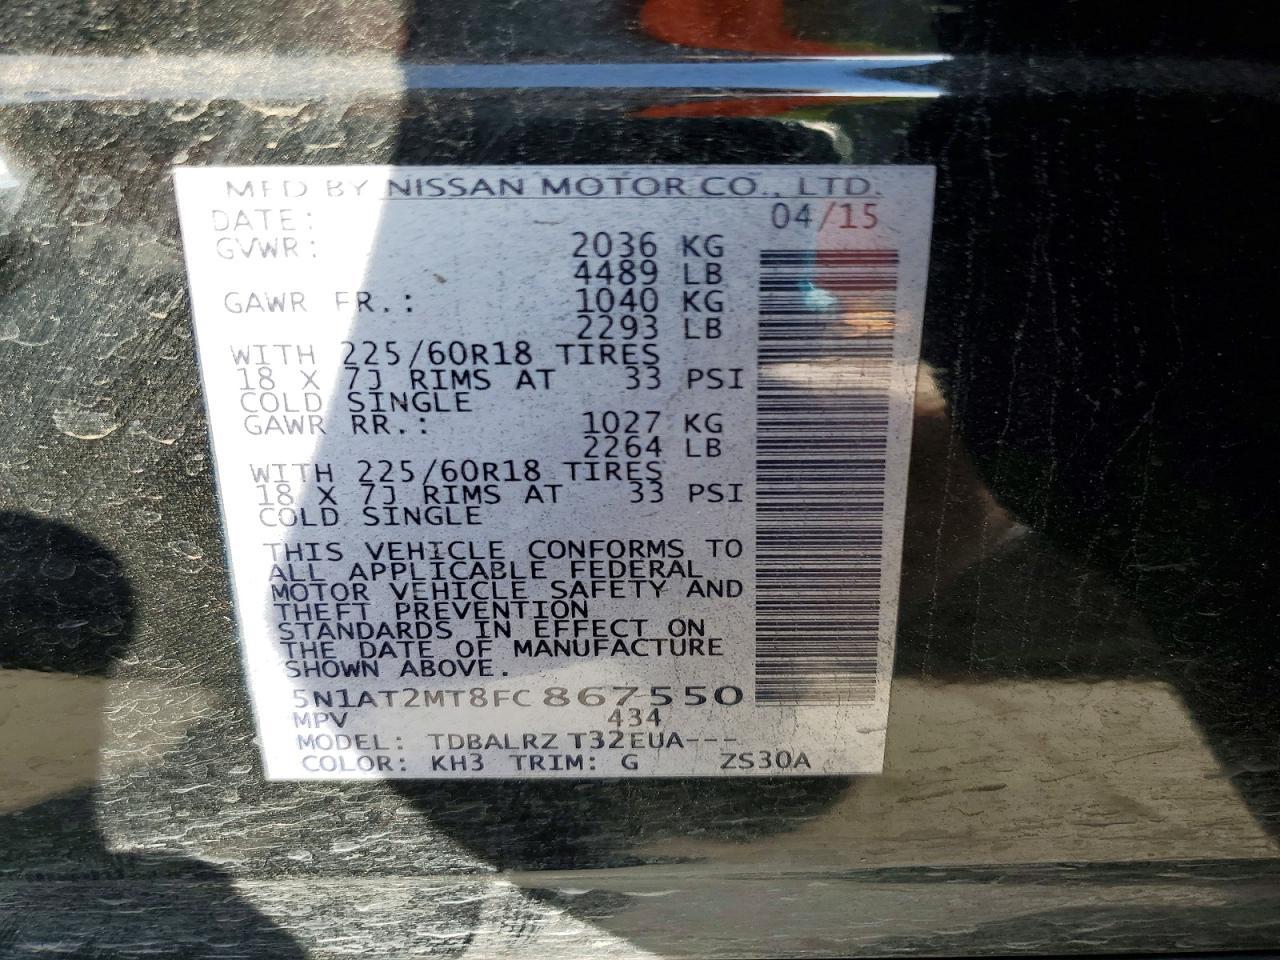 MFD BY NISSAN MOTOR CO., LTD.
DATE: 04/15
GVWR: 2036 KG
4489 LB
GAWR FR.: 1040 KG
2293 LB
WITH 225/60R18 TIRES
18 X 7J RIMS AT 33 PSI
COLD SINGLE
GAWR RR.: 1027 KG
2264 LB
WITH 225/60R18 TIRES
18 X 7J RIMS AT 33 PSI
COLD SINGLE
THIS VEHICLE CONFORMS TO
ALL APPLICABLE FEDERAL
MOTOR VEHICLE SAFETY AND
THEFT PREVENTION
STANDARDS IN EFFECT ON
THE DATE OF MANUFACTURE
SHOWN ABOVE.
5N1AT2MT8FC867550
MPV 434
MODEL: TDBALRZ T32EUA---
COLOR: KH3 TRIM: G ZS30A